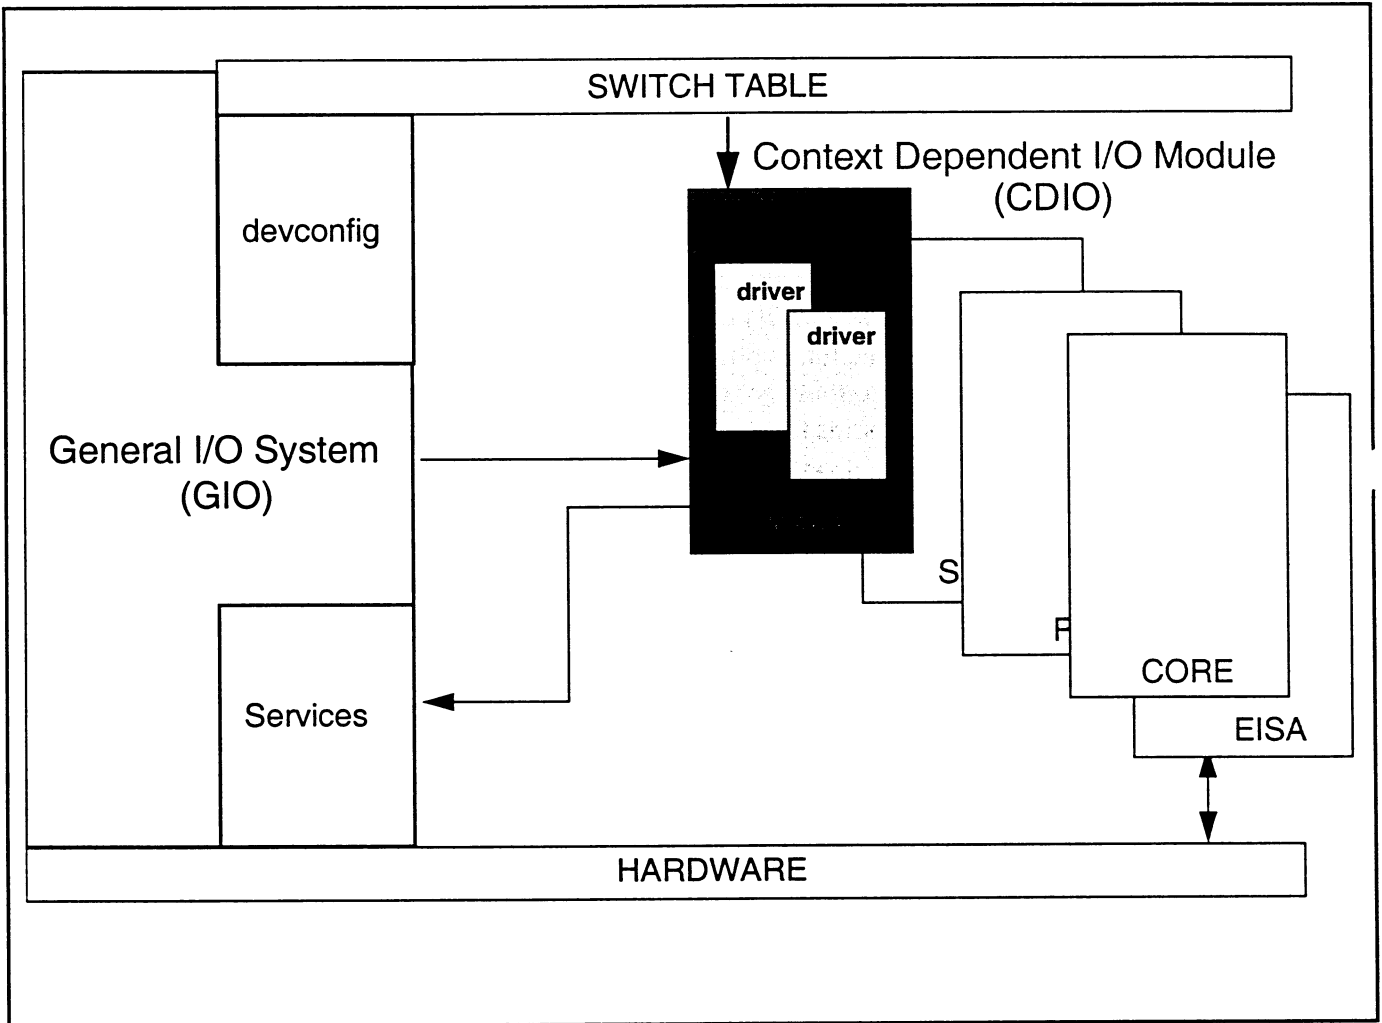 SWITCH TABLE
Context Dependent I/O Module
(CDIO)
devconfig
driver
driver
General I/O System
(GIO)
S
CORE
Services
EISA
HARDWARE